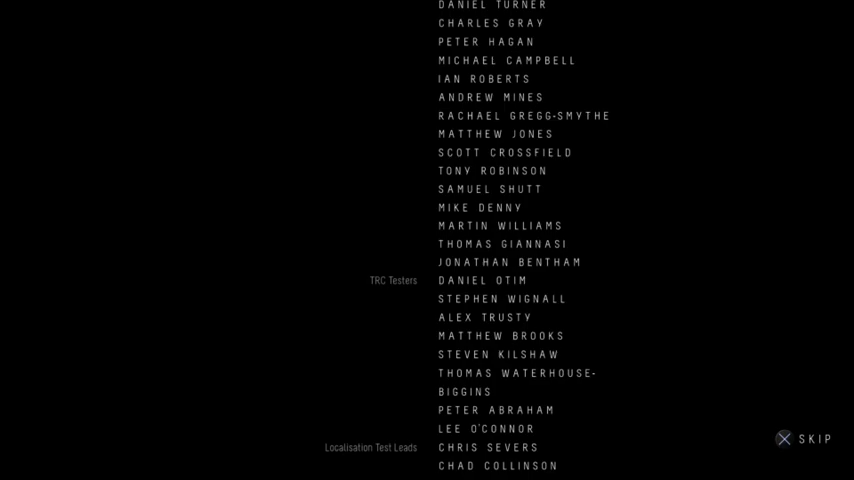 DANIEL TURNER
CHARLES GRAY
PETER HAGAN
MICHAEL CAMPBELL
IAN ROBERTS
ANDREW MINES
RACHAEL GREGG-SMYTHE
MATTHEW JONES
SCOTT CROSSFIELD
TONY ROBINSON
SAMUEL SHUTT
MIKE DENNY
MARTIN WILLIAMS
THOMAS GIANNASI
JONATHAN BENTHAM
TRC Testers DANIEL OTIM
STEPHEN WIGNALL
ALEX TRUSTY
MATTHEW BROOKS
STEVEN KILSHAW
THOMAS WATERHOUSE-
BIGGINS
PETER ABRAHAM
LEE O'CONNOR
Localisation Test Leads CHRIS SEVERS
CHAD COLLINSON
SKIP